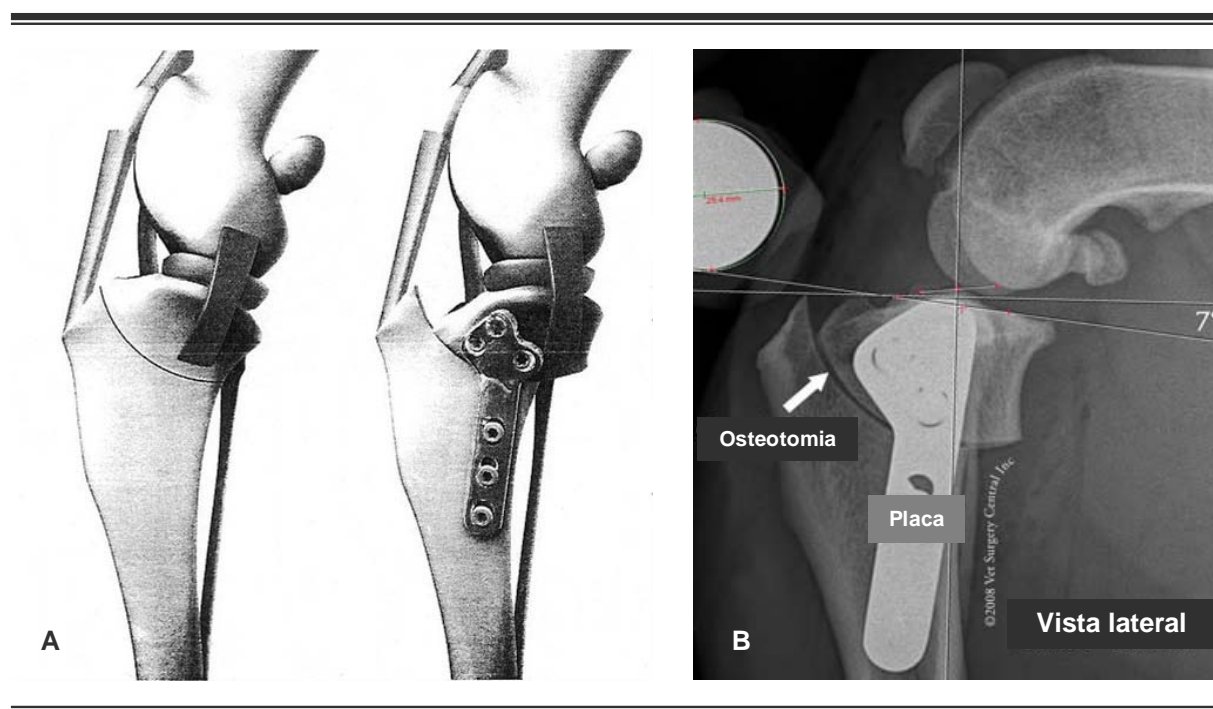 A
25.4 mm
7°
Osteotomia
Placa
©2008 Vet Surgery Central Inc
B
Vista lateral